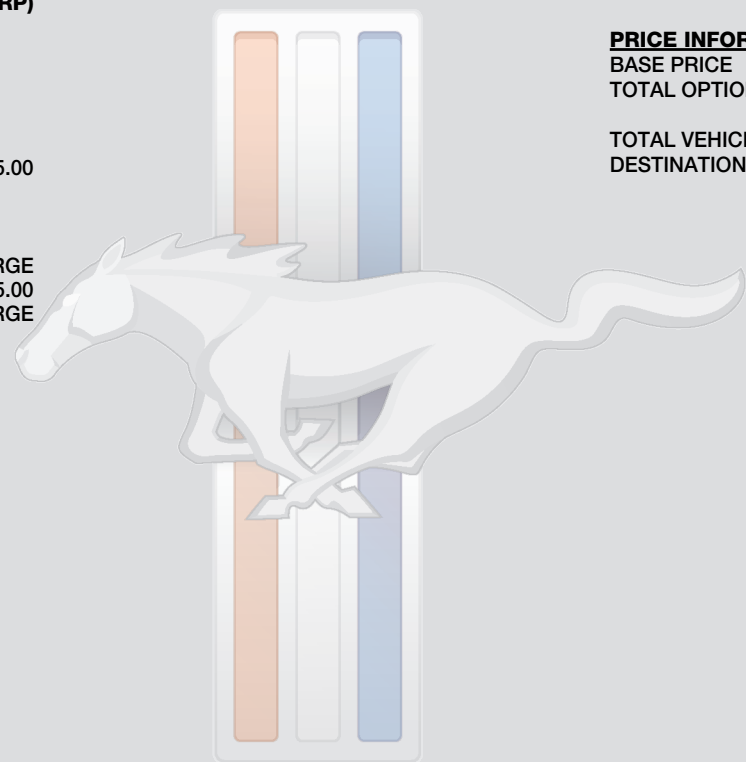 RP)
5.00
RGE
5.00
RGE
PRICE INFOR
BASE PRICE
TOTAL OPTIO
TOTAL VEHICL
DESTINATION